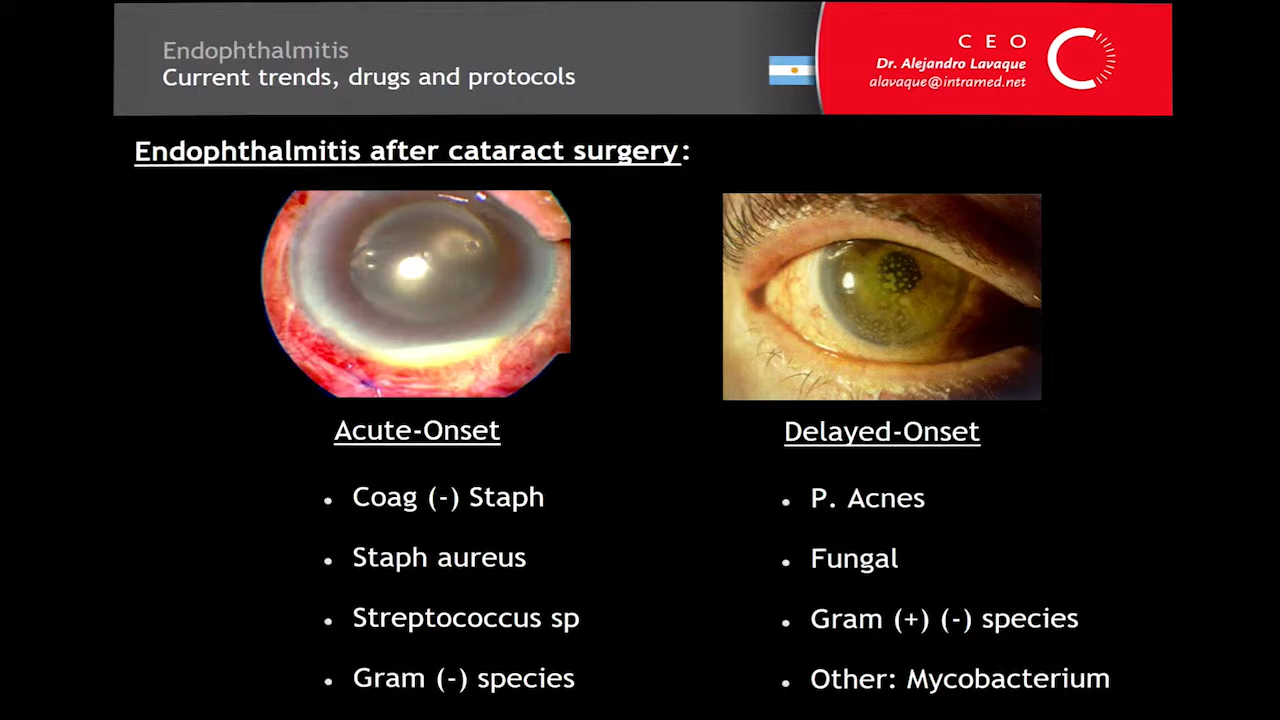 Endophthalmitis
Current trends, drugs and protocols
CEO
Dr. Alejandro Lavaque
alavaque@intramed.net
Endophthalmitis after cataract surgery:
Acute-Onset
• Coag (-) Staph
• Staph aureus
• Streptococcus sp
• Gram (-) species
Delayed-Onset
• P. Acnes
• Fungal
• Gram (+) (-) species
• Other: Mycobacterium